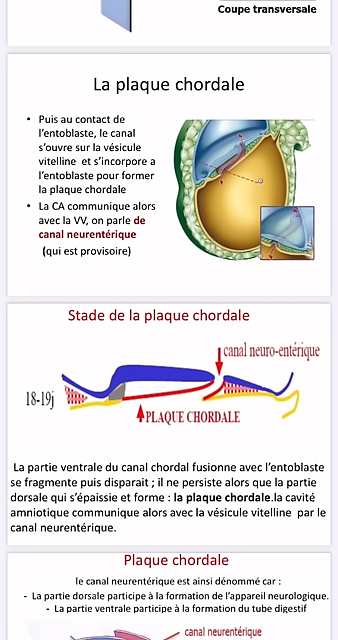 Coupe transversale
La plaque chordale
• Puis au contact de
l'entoblaste, le canal
s'ouvre sur la vésicule
vitelline et s'incorpore a
l'entoblaste pour former
la plaque chordale
• La CA communique alors
avec la VV, on parle de
canal neurentérique
(qui est provisoire)
Stade de la plaque chordale
canal neuro-entérique
18-19j
PLAQUE CHORDALE
La partie ventrale du canal chordal fusionne avec l'entoblaste
se fragmente puis disparait ; il ne persiste alors que la partie
dorsale qui s'épaissie et forme : la plaque chordale.la cavité
amniotique communique alors avec la vésicule vitelline par le
canal neurentérique.
Plaque chordale
le canal neurentérique est ainsi dénommé car :
- La partie dorsale participe à la formation de l'appareil neurologique.
- La partie ventrale participe à la formation du tube digestif
canal neurentérique